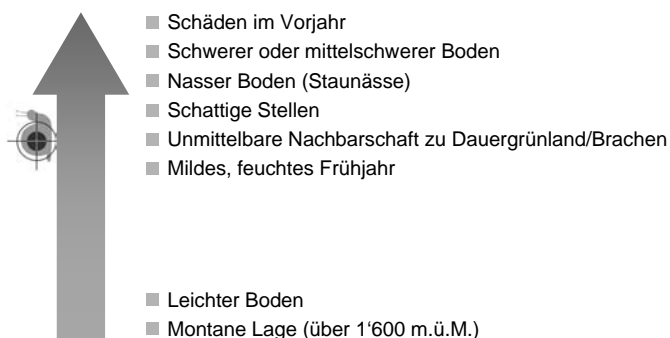 Schäden im Vorjahr
Schwerer oder mittelschwerer Boden
Nasser Boden (Staunässe)
Schattige Stellen
Unmittelbare Nachbarschaft zu Dauergrünland/Brachen
Mildes, feuchtes Frühjahr
Leichter Boden
Montane Lage (über 1‘600 m.ü.M.)